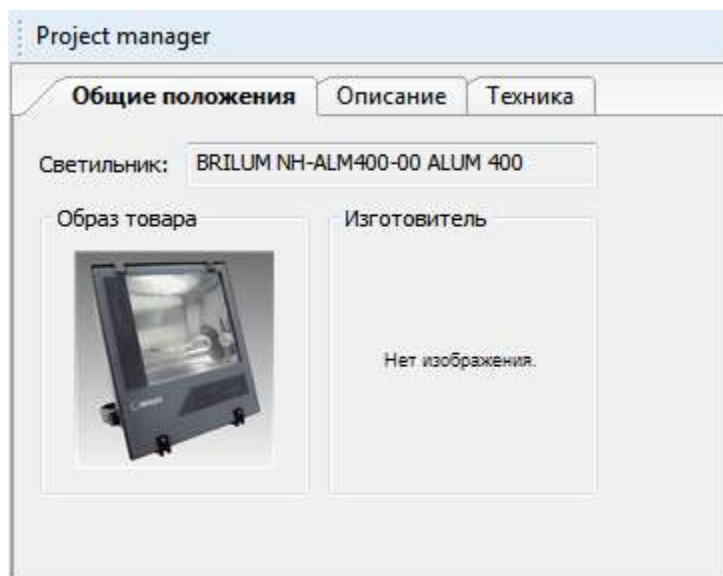 Project manager
Общие положения Описание Техника
Светильник: BRILUM NH-ALM400-00 ALUM 400
Образ товара Изготовитель
Нет изображения.